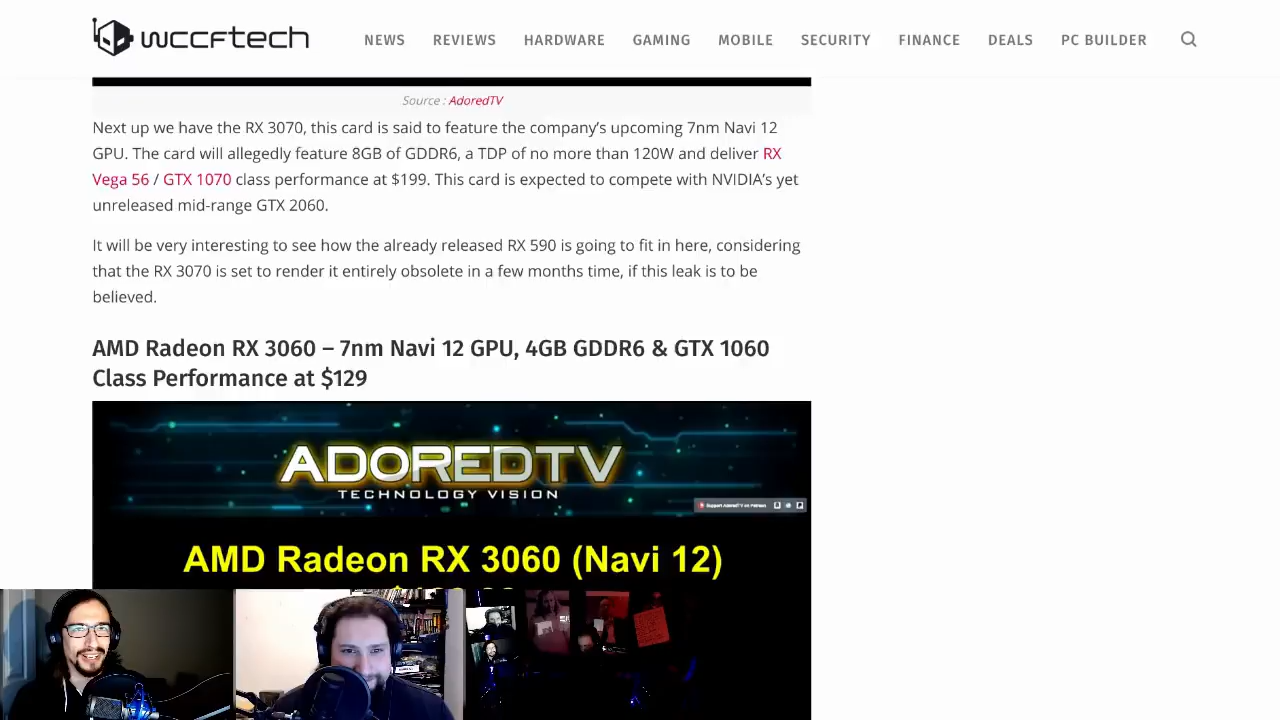 wccftech
NEWS REVIEWS HARDWARE GAMING MOBILE SECURITY FINANCE DEALS PC BUILDER
Source : AdoredTV
Next up we have the RX 3070, this card is said to feature the company's upcoming 7nm Navi 12
GPU. The card will allegedly feature 8GB of GDDR6, a TDP of no more than 120W and deliver RX
Vega 56 / GTX 1070 class performance at $199. This card is expected to compete with NVIDIA's yet
unreleased mid-range GTX 2060.
It will be very interesting to see how the already released RX 590 is going to fit in here, considering
that the RX 3070 is set to render it entirely obsolete in a few months time, if this leak is to be
believed.
AMD Radeon RX 3060 – 7nm Navi 12 GPU, 4GB GDDR6 & GTX 1060
Class Performance at $129
ADOREDTV
TECHNOLOGY VISION
Support AdoredTV on Patreon
AMD Radeon RX 3060 (Navi 12)